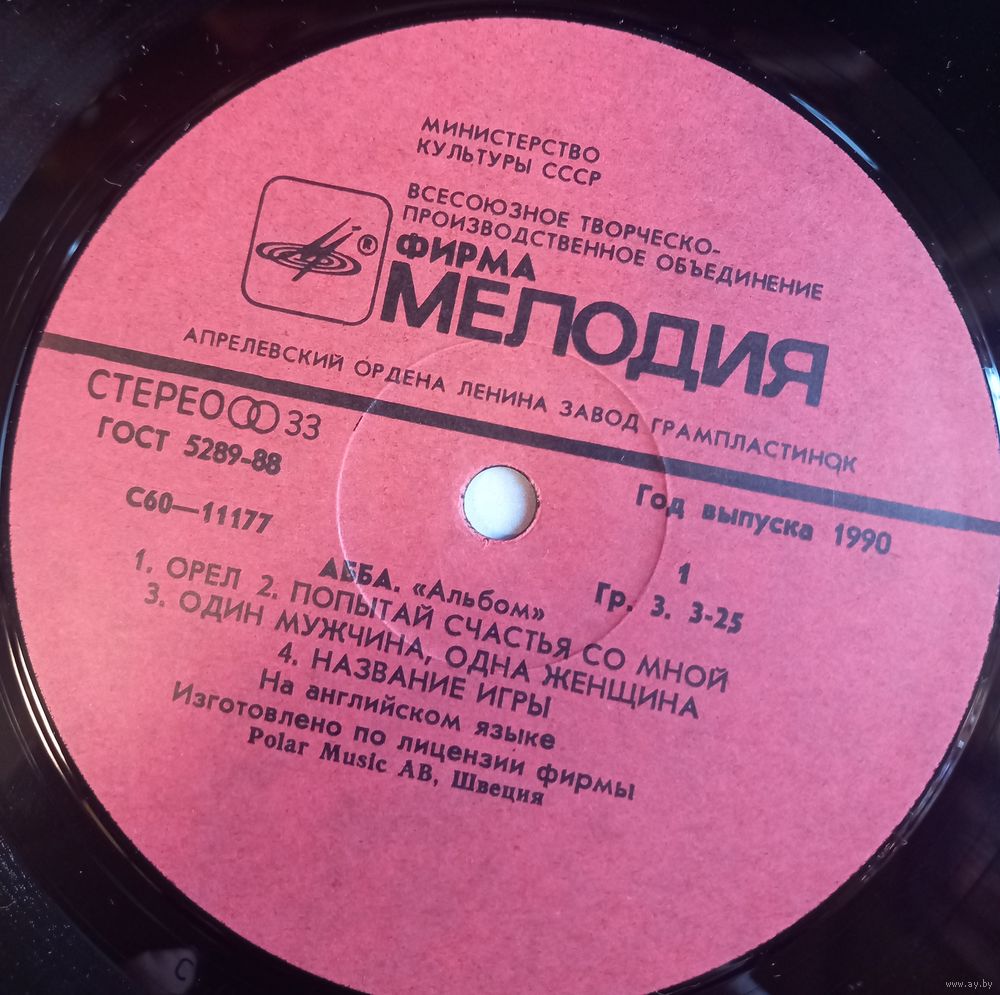 МИНИСТЕРСТВО
КУЛЬТУРЫ СССР
ВСЕСОЮЗНОЕ ТВОРЧЕСКО-
ПРОИЗВОДСТВЕННОЕ ОБЪЕДИНЕНИЕ
ФИРМА
®
МЕЛОДИЯ
АПРЕЛЕВСКИЙ ОРДЕНА ЛЕНИНА ЗАВОД ГРАМПЛАСТИНОК
СТЕРЕО 33
ГОСТ 5289-88
Год выпуска 1990
С60—11177
1
Гр. 3. 3-25
АББА. «Альбом»
1. ОРЕЛ 2. ПОПЫТАЙ СЧАСТЬЯ СО МНОЙ
3. ОДИН МУЖЧИНА, ОДНА ЖЕНЩИНА
4. НАЗВАНИЕ ИГРЫ
На английском языке
Изготовлено по лицензии фирмы
Polar Music AB, Швеция
С
www.ay.by